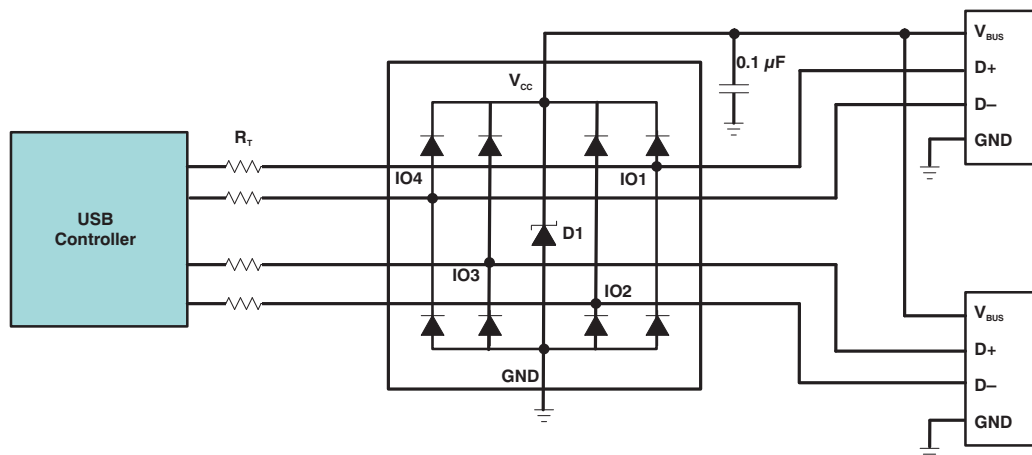 V_BUS
0.1 µF
D+
V_CC
D–
R_T
GND
IO4
IO1
USB
Controller
D1
IO3
IO2
V_BUS
D+
GND
D–
GND